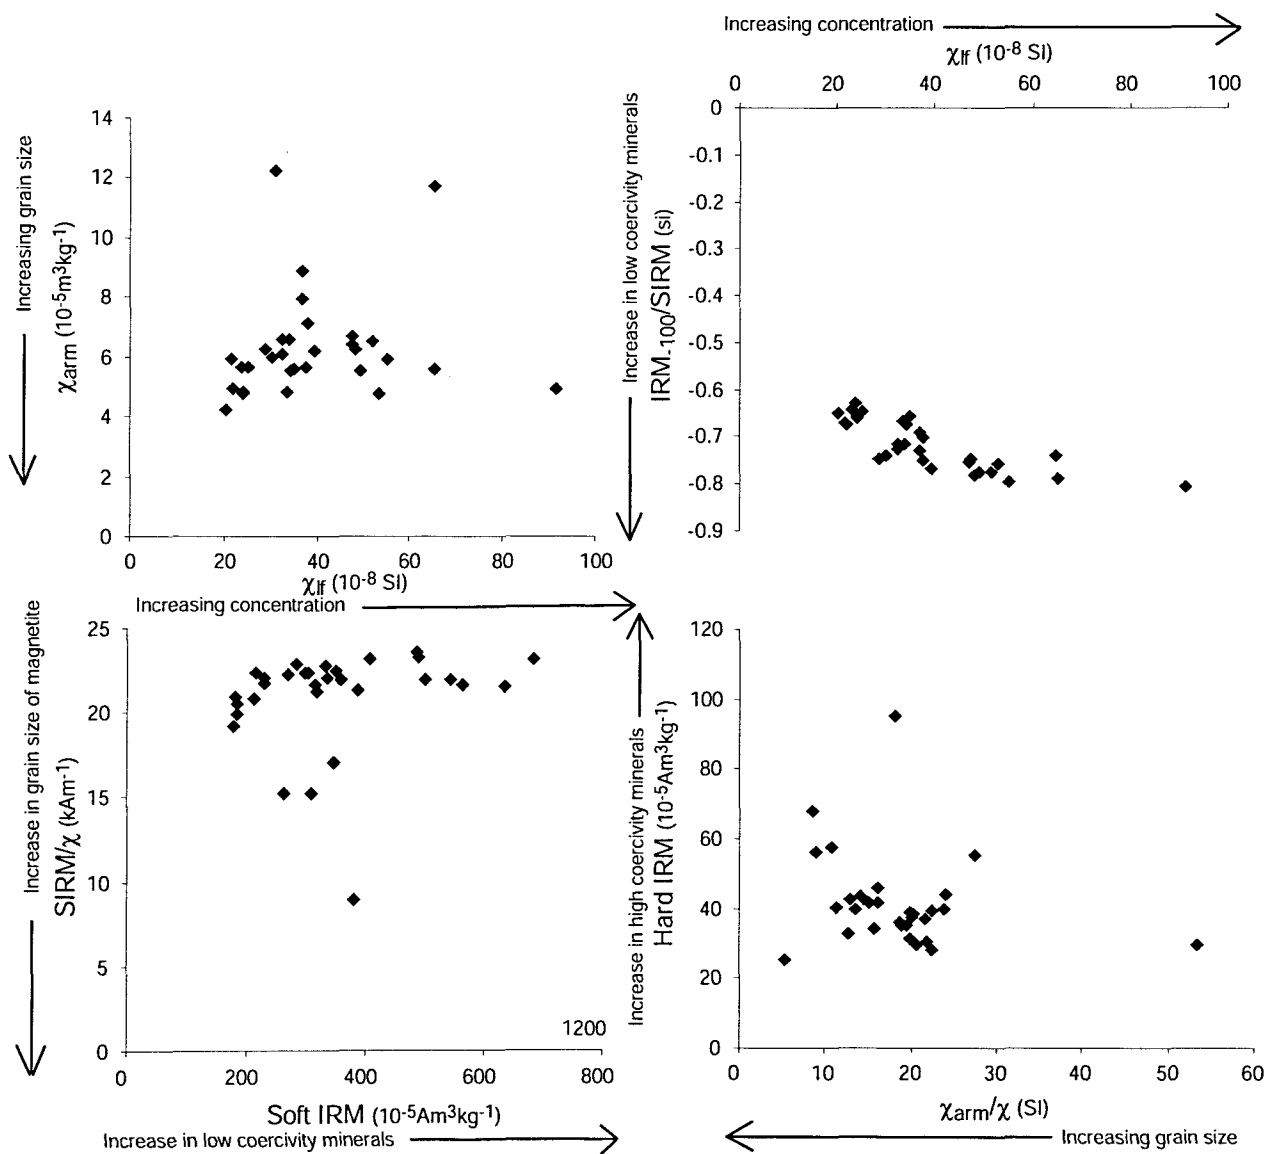 Increasing concentration
χlf (10-8 SI)
0 20 40 60 80 100
0
-0.1
-0.2
-0.3
-0.4
-0.5
-0.6
-0.7
-0.8
-0.9
Increase in low coercivity minerals
IRM-100/SIRM (si)
14
12
10
8
6
4
2
0
Increasing grain size
χarm (10-5m3kg-1)
0 20 40 60 80 100
χlf (10-8 SI)
Increasing concentration
25
20
15
10
5
0
Increase in grain size of magnetite
SIRM/χ (kAm-1)
1200
0 200 400 600 800
Soft IRM (10-5Am3kg-1)
Increase in low coercivity minerals
120
100
80
60
40
20
0
Increase in high coercivity minerals
Hard IRM (10-5Am3kg-1)
0 10 20 30 40 50 60
χarm/χ (SI)
Increasing grain size